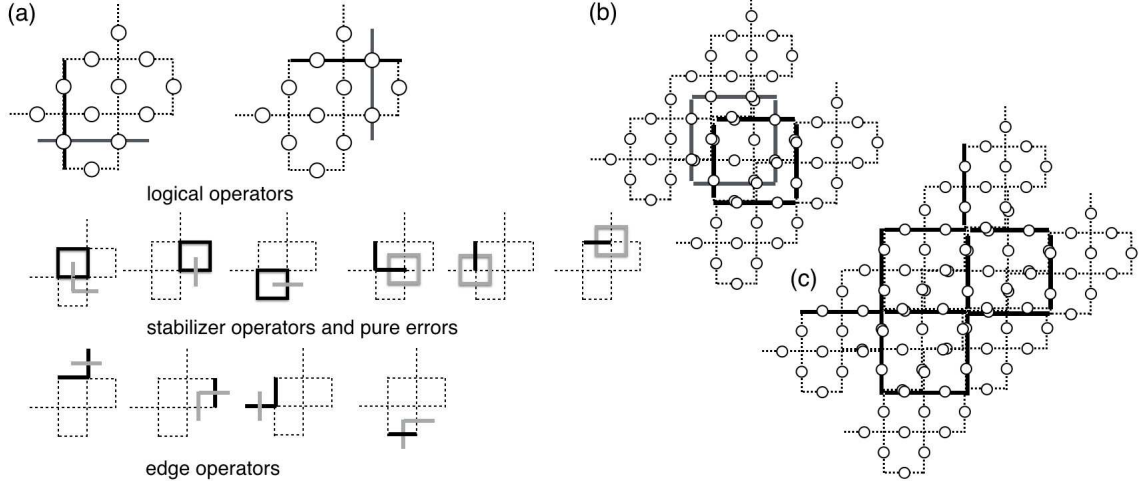 (a)
logical operators
stabilizer operators and pure errors
edge operators
(b)
(c)